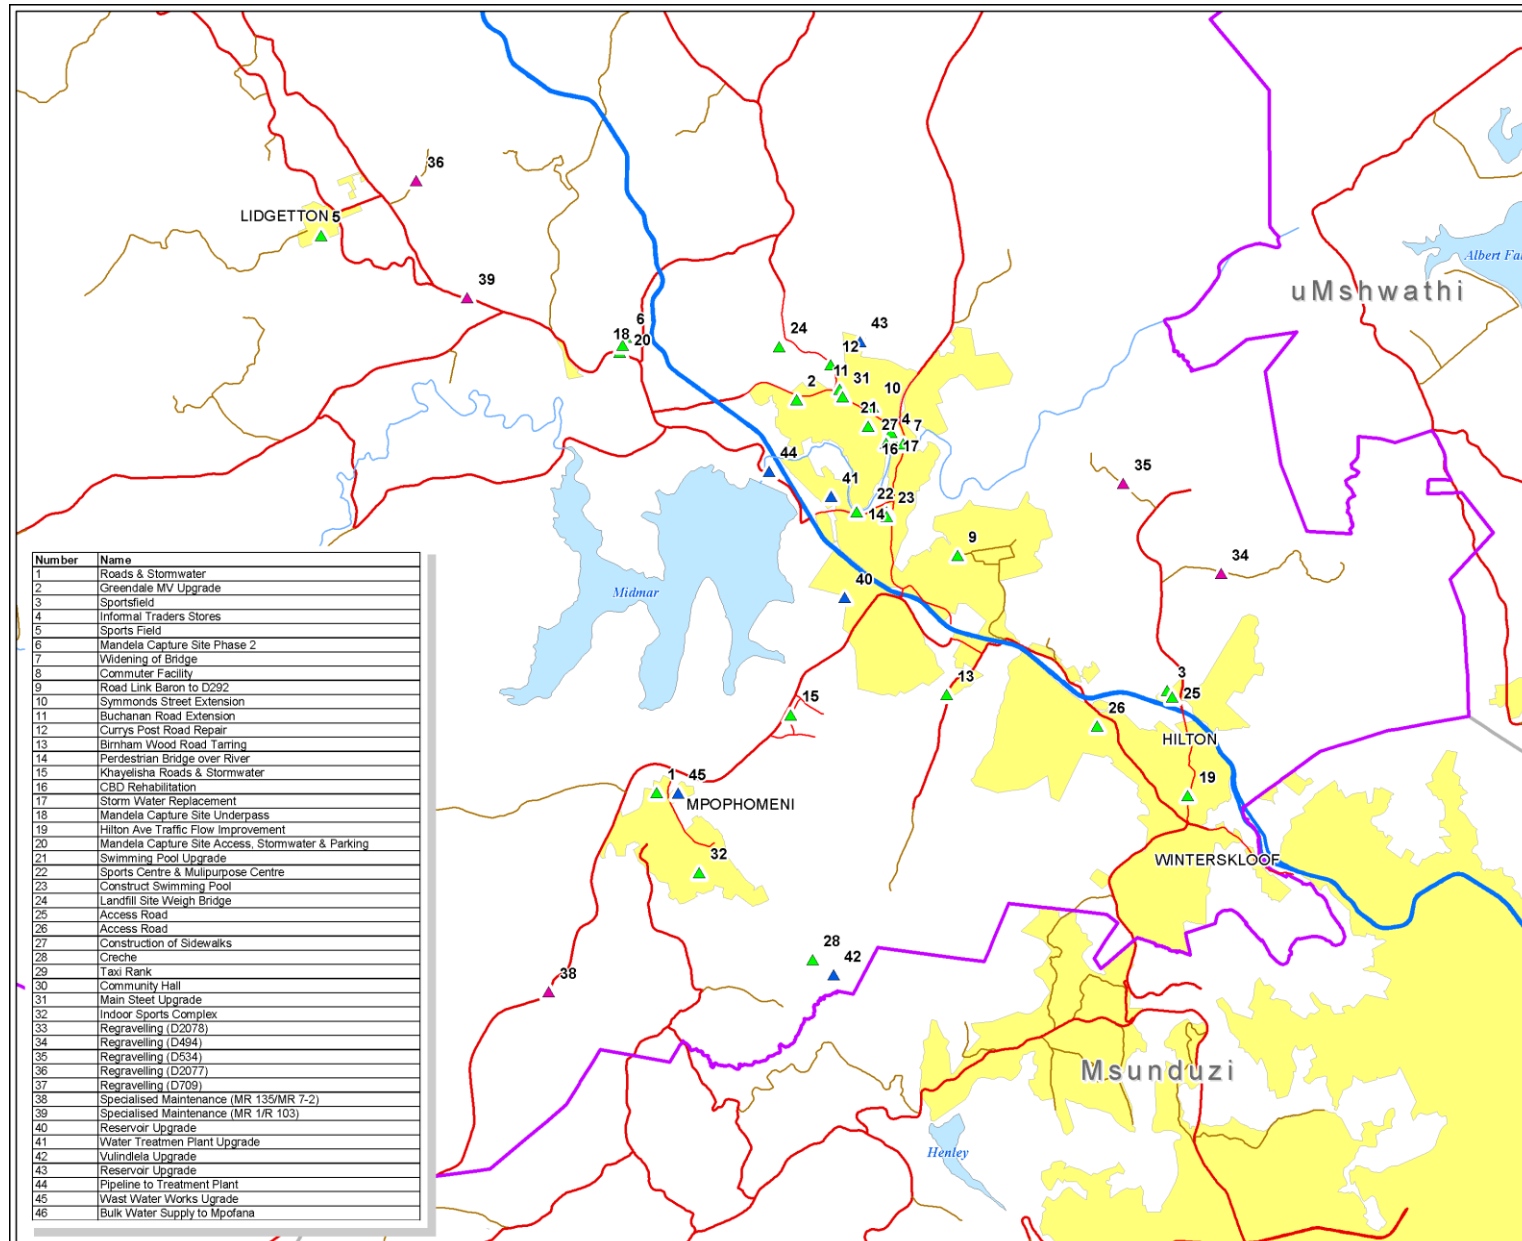 36
LIDGETTON 5
39
uMshwathi
Albert Fal
6
18 20
24
43
12
11 31
2
10
21
4
27 7
16 17
44
35
41
22 23
14
9
34
40
Midmar
3
25
13
15
26
HILTON
1 45
19
MPOPHOMENI
32
WINTERSKLOOF
28
42
38
Msunduzi
Henley
Number Name
1 Roads & Stormwater
2 Greendale MV Upgrade
3 Sportsfield
4 Informal Traders Stores
5 Sports Field
6 Mandela Capture Site Phase 2
7 Widening of Bridge
8 Commuter Facility
9 Road Link Baron to D292
10 Symmonds Street Extension
11 Buchanan Road Extension
12 Currys Post Road Repair
13 Birnham Wood Road Tarring
14 Perdestrian Bridge over River
15 Khayelisha Roads & Stormwater
16 CBD Rehabilitation
17 Storm Water Replacement
18 Mandela Capture Site Underpass
19 Hilton Ave Traffic Flow Improvement
20 Mandela Capture Site Access, Stormwater & Parking
21 Swimming Pool Upgrade
22 Sports Centre & Mulipurpose Centre
23 Construct Swimming Pool
24 Landfill Site Weigh Bridge
25 Access Road
26 Access Road
27 Construction of Sidewalks
28 Creche
29 Taxi Rank
30 Community Hall
31 Main Steet Upgrade
32 Indoor Sports Complex
33 Regravelling (D2078)
34 Regravelling (D494)
35 Regravelling (D534)
36 Regravelling (D2077)
37 Regravelling (D709)
38 Specialised Maintenance (MR 135/MR 7-2)
39 Specialised Maintenance (MR 1/R 103)
40 Reservoir Upgrade
41 Water Treatmen Plant Upgrade
42 Vulindlela Upgrade
43 Reservoir Upgrade
44 Pipeline to Treatment Plant
45 Wast Water Works Ugrade
46 Bulk Water Supply to Mpofana